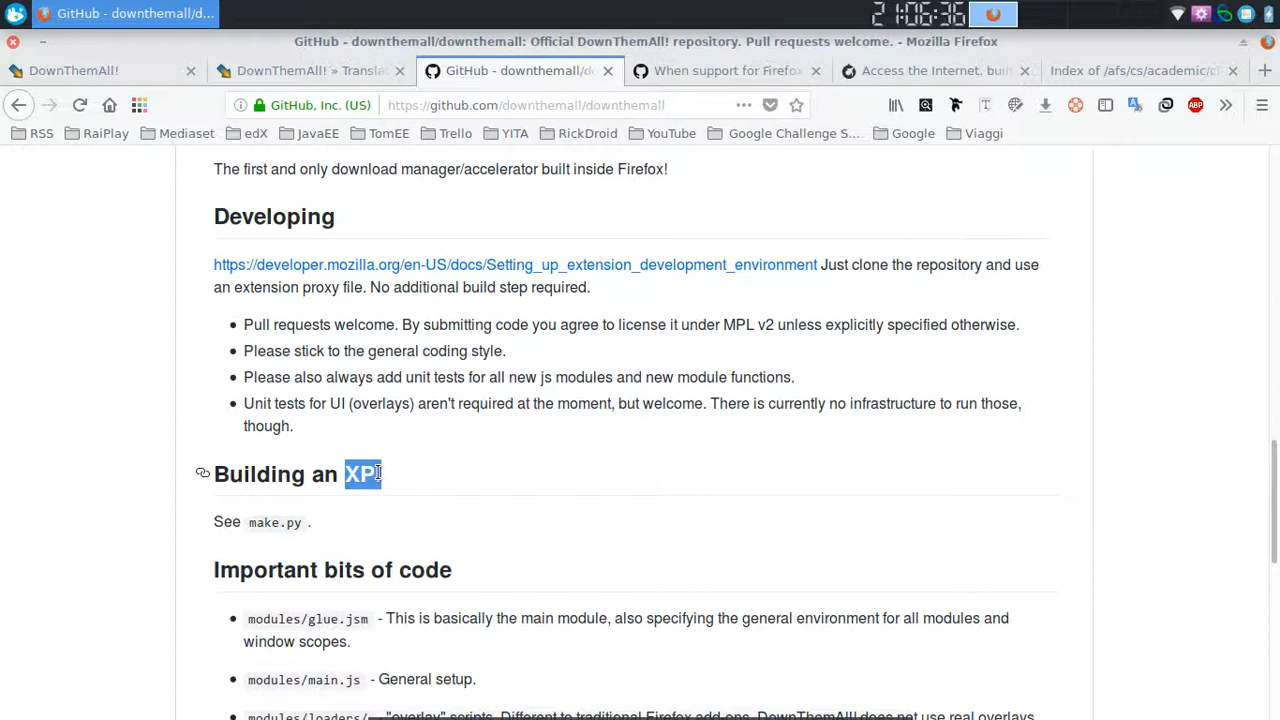 GitHub - downthemall/d...
21:06:36
GitHub - downthemall/downthemall: Official DownThemAll! repository. Pull requests welcome. - Mozilla Firefox
DownThemAll!
DownThemAll! » Transla
GitHub - downthemall/do
When support for Firefox
Access the Internet, buil
Index of /afs/cs/academic/cl
GitHub, Inc. (US)
https://github.com/downthemall/downthemall
ABP
RSS
RaiPlay
Mediaset
edX
JavaEE
TomEE
Trello
YITA
RickDroid
YouTube
Google Challenge S...
Google
Viaggi
The first and only download manager/accelerator built inside Firefox!
Developing
https://developer.mozilla.org/en-US/docs/Setting_up_extension_development_environment Just clone the repository and use
an extension proxy file. No additional build step required.
Pull requests welcome. By submitting code you agree to license it under MPL v2 unless explicitly specified otherwise.
Please stick to the general coding style.
Please also always add unit tests for all new js modules and new module functions.
Unit tests for UI (overlays) aren't required at the moment, but welcome. There is currently no infrastructure to run those,
though.
Building an XPI
See make.py .
Important bits of code
modules/glue.jsm - This is basically the main module, also specifying the general environment for all modules and
window scopes.
modules/main.js - General setup.
modules/loaders/ "overlay" scripts. Different to traditional Firefox add-ons, DownThemAll! does not use real overlays